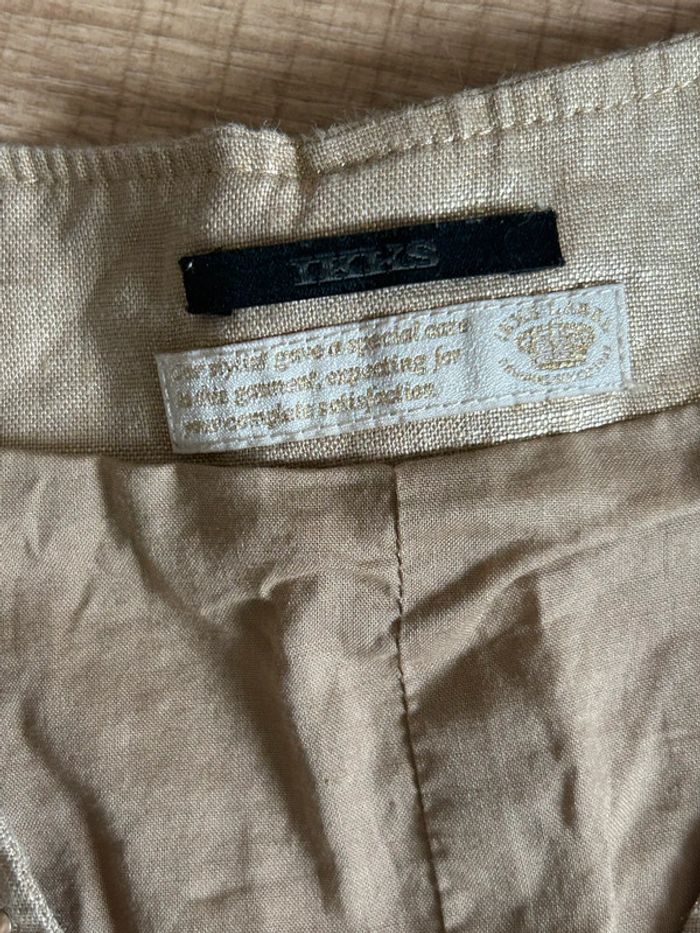 IKKS
Our stylist gave a special care
to this garment, expecting for
your complete satisfaction.